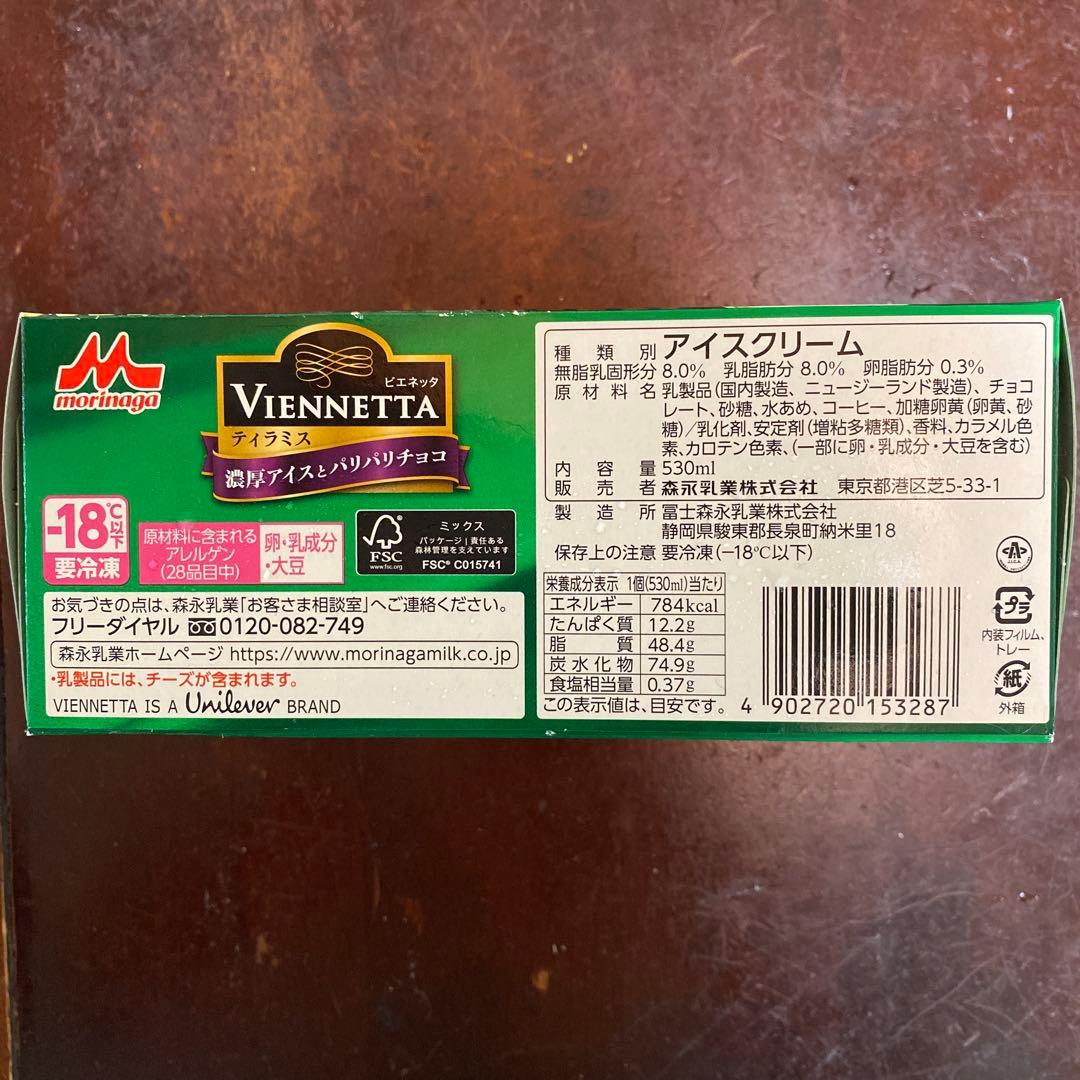 morinaga
ビエネッタ
VIENNETTA
ティラミス
濃厚アイスとパリパリチョコ
-18℃以下
要冷凍
原材料に含まれる
アレルゲン
(28品目中)
卵・乳成分
・大豆
FSC
www.fsc.org
ミックス
パッケージ|責任ある
森林管理を支えています
FSC® C015741
お気づきの点は、森永乳業「お客さま相談室」へご連絡ください。
フリーダイヤル 0120-082-749
森永乳業ホームページ https://www.morinagamilk.co.jp
・乳製品には、チーズが含まれます。
VIENNETTA IS A Unilever BRAND
種類別 アイスクリーム
無脂乳固形分 8.0% 乳脂肪分 8.0% 卵脂肪分 0.3%
原材料名 乳製品(国内製造、ニュージーランド製造)、チョコ
レート、砂糖、水あめ、コーヒー、加糖卵黄(卵黄、砂
糖)/乳化剤、安定剤(増粘多糖類)、香料、カラメル色
素、カロテン色素、(一部に卵・乳成分・大豆を含む)
内容量 530ml
販売者 森永乳業株式会社 東京都港区芝5-33-1
製造所 冨士森永乳業株式会社
静岡県駿東郡長泉町納米里18
保存上の注意 要冷凍(-18℃以下)
栄養成分表示 1個(530ml)当たり
エネルギー 784kcal
たんぱく質 12.2g
脂質 48.4g
炭水化物 74.9g
食塩相当量 0.37g
この表示値は、目安です。
4 902720 153287
プラ
内装フィルム、
トレー
紙
外箱